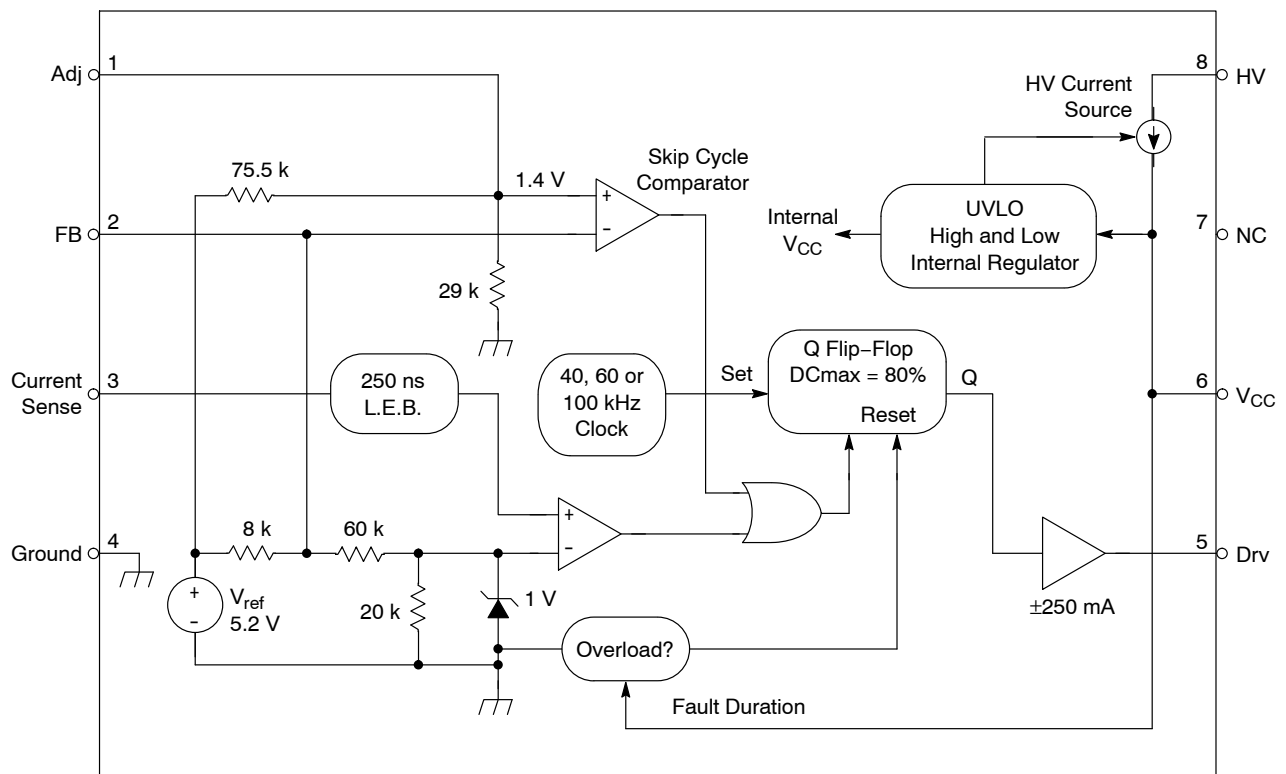 Adj
1
8
HV
HV Current
Source
75.5 k
1.4 V
Skip Cycle
Comparator
+
−
FB
2
Internal
VCC
UVLO
High and Low
Internal Regulator
7
NC
29 k
Current
Sense
3
250 ns
L.E.B.
40, 60 or
100 kHz
Clock
Set
Q Flip−Flop
DCmax = 80%
Reset
Q
6
VCC
Ground
4
8 k
60 k
+
−
5
Drv
±250 mA
+
−
Vref
5.2 V
20 k
1 V
Overload?
Fault Duration